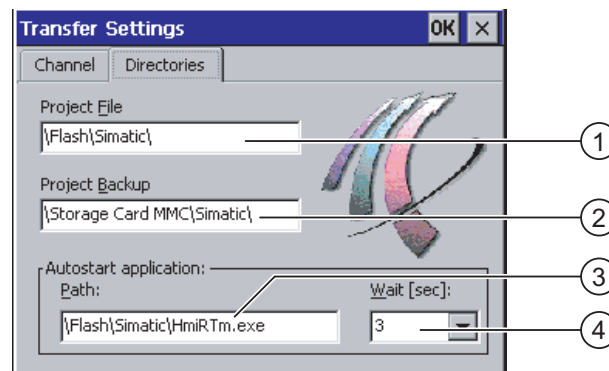 Transfer Settings OK ×
Channel Directories
Project File
\Flash\Simatic\
1
Project Backup
\Storage Card MMC\Simatic\
2
Autostart application:
3
Path: Wait [sec]:
\Flash\Simatic\HmiRTm.exe 3
4